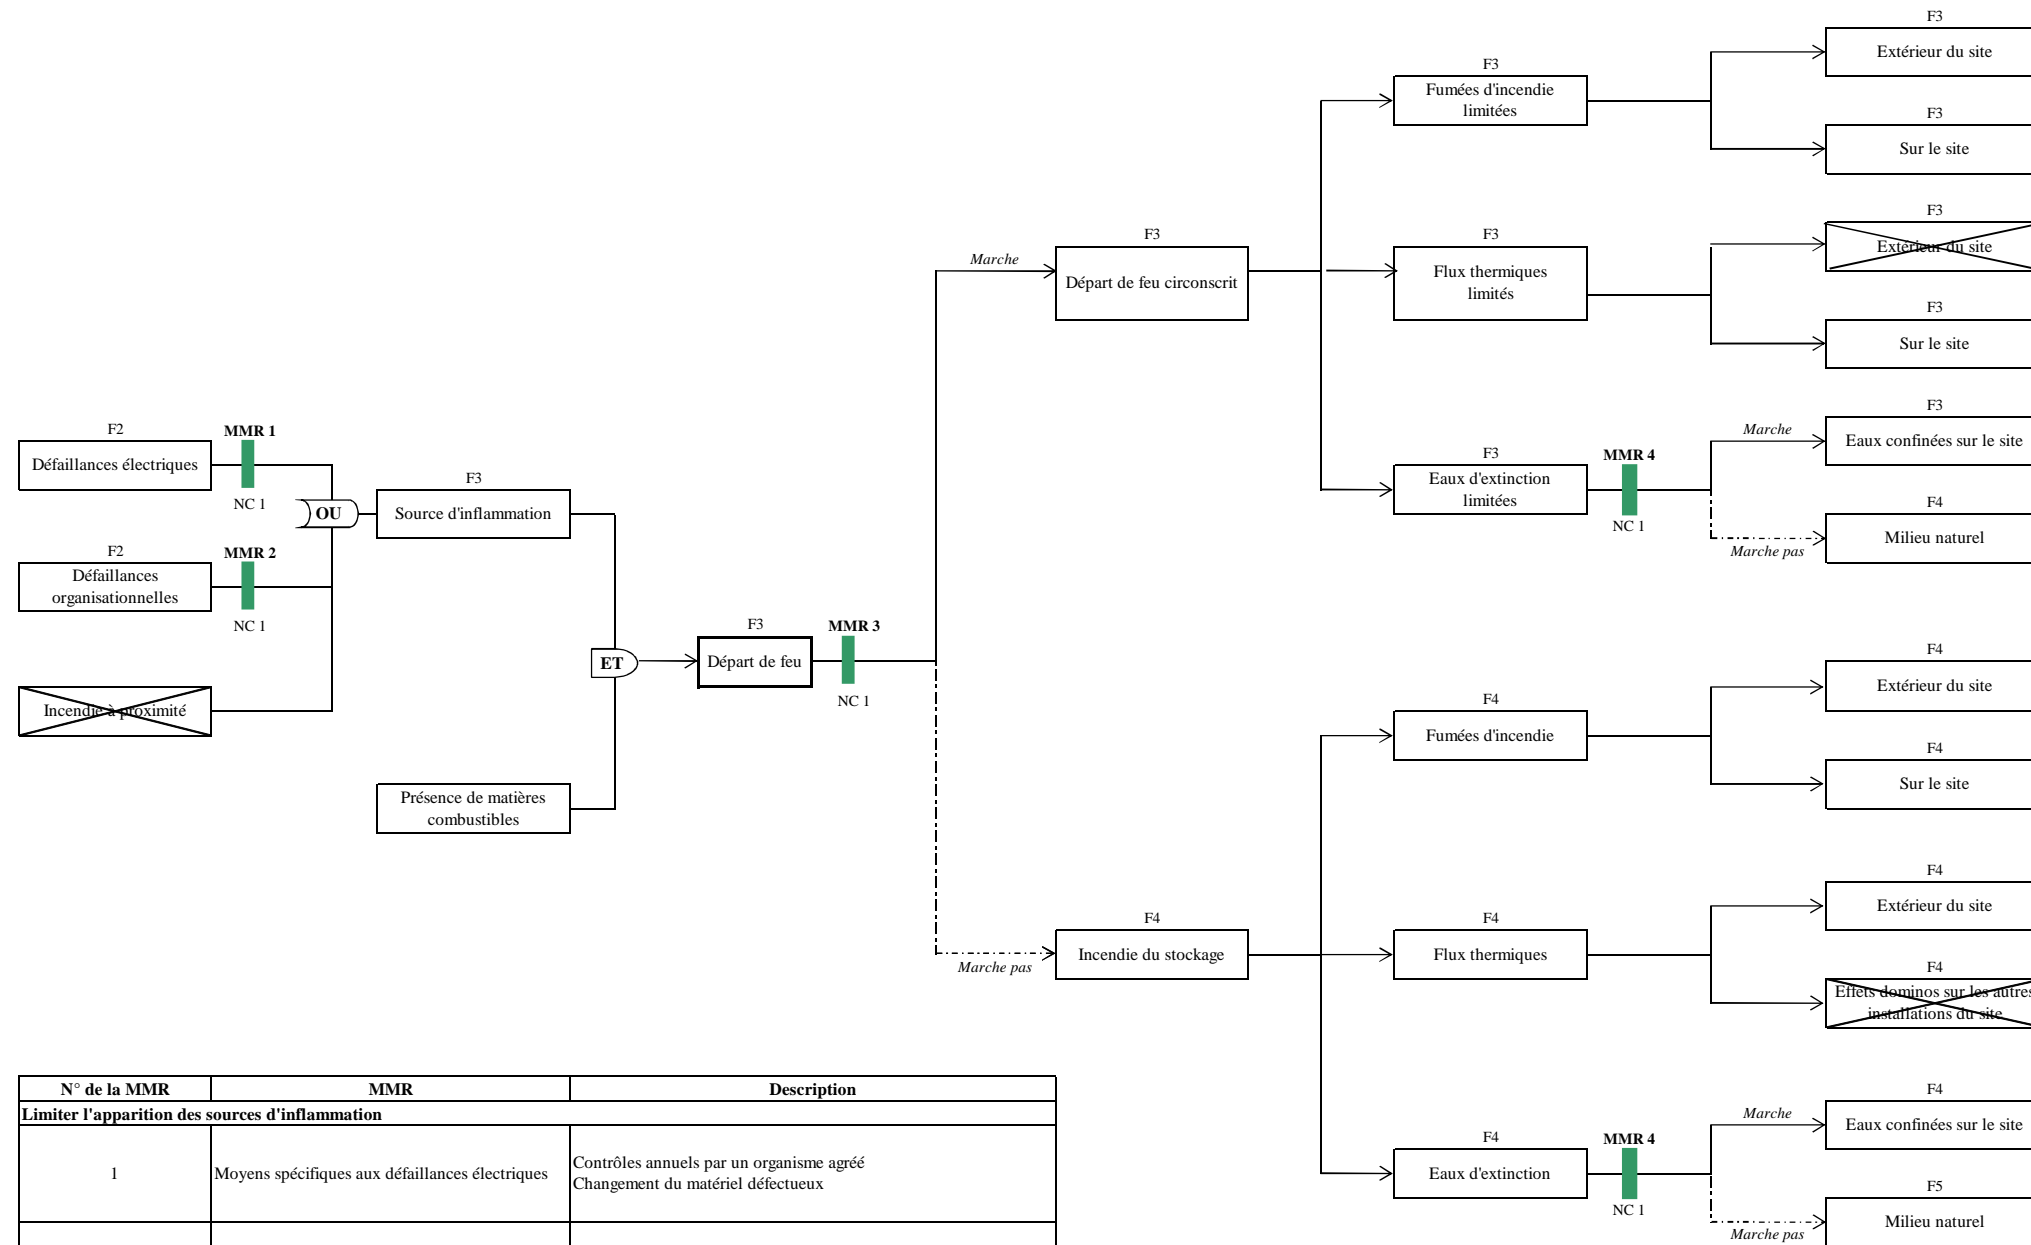 F3
Extérieur du site
F3
Fumées d'incendie
limitées
F3
Sur le site
F3
Extérieur du site
F3
Départ de feu circonscrit
Marche
F3
Flux thermiques
limités
F3
Sur le site
F3
Eaux confinées sur le site
Marche
F3
Eaux d'extinction
limitées
MMR 4
NC 1
F4
Milieu naturel
Marche pas
F2
Défaillances électriques
MMR 1
NC 1
OU
F3
Source d'inflammation
F2
Défaillances
organisationnelles
MMR 2
NC 1
Incendie à proximité
ET
F3
Départ de feu
MMR 3
NC 1
Présence de matières
combustibles
F4
Extérieur du site
F4
Fumées d'incendie
F4
Sur le site
F4
Extérieur du site
F4
Incendie du stockage
Marche pas
F4
Flux thermiques
F4
Effets dominos sur les autres
installations du site
F4
Eaux confinées sur le site
Marche
F4
Eaux d'extinction
MMR 4
NC 1
F5
Milieu naturel
Marche pas
N° de la MMR MMR Description
Limiter l'apparition des sources d'inflammation
1 Moyens spécifiques aux défaillances électriques Contrôles annuels par un organisme agréé
Changement du matériel défectueux